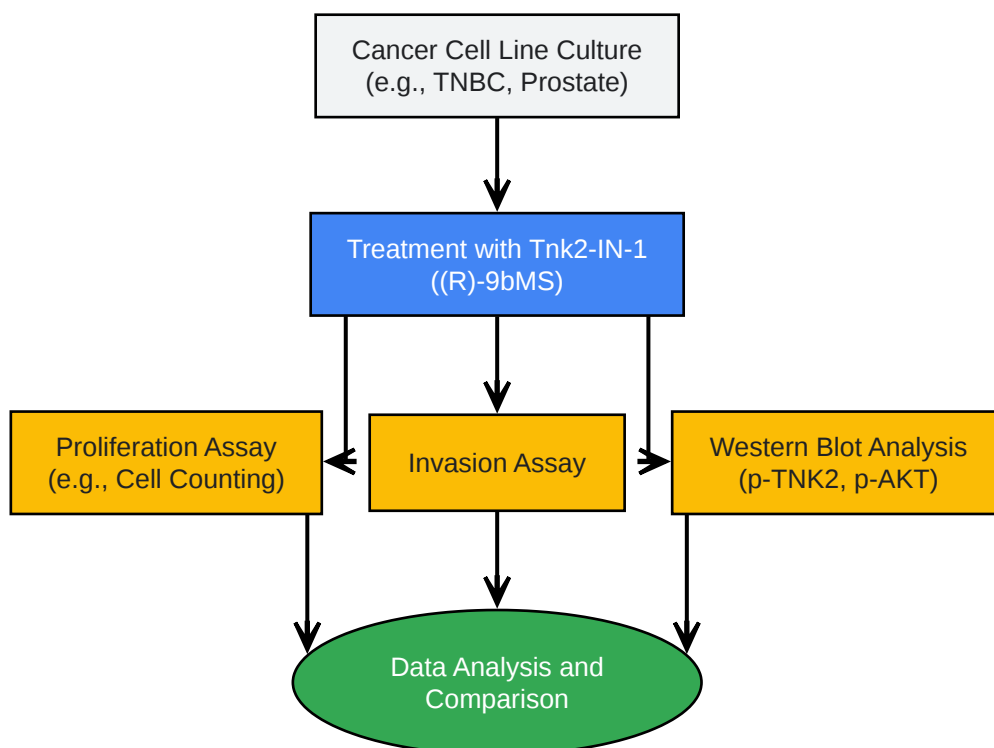 Cancer Cell Line Culture
(e.g., TNBC, Prostate)
Treatment with Tnk2-IN-1
((R)-9bMS)
Proliferation Assay
(e.g., Cell Counting)
Invasion Assay
Western Blot Analysis
(p-TNK2, p-AKT)
Data Analysis and
Comparison